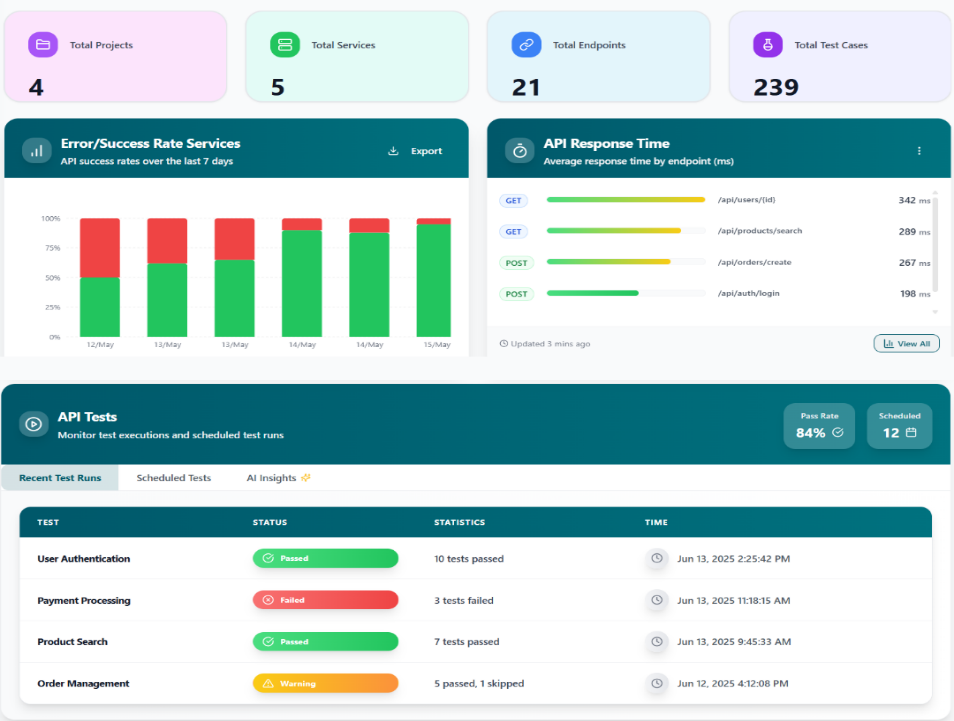 Total Projects
4
Total Services
5
Total Endpoints
21
Total Test Cases
239
Error/Success Rate Services
API success rates over the last 7 days
Export
100%
75%
50%
25%
0%
12/May 13/May 13/May 14/May 14/May 15/May
API Response Time
Average response time by endpoint (ms)
GET /api/users/{id} 342 ms
GET /api/products/search 289 ms
POST /api/orders/create 267 ms
POST /api/auth/login 198 ms
Updated 3 mins ago
View All
API Tests
Monitor test executions and scheduled test runs
Pass Rate
84%
Scheduled
12
Recent Test Runs Scheduled Tests AI Insights
TEST STATUS STATISTICS TIME
User Authentication Passed 10 tests passed Jun 13, 2025 2:25:42 PM
Payment Processing Failed 3 tests failed Jun 13, 2025 11:18:15 AM
Product Search Passed 7 tests passed Jun 13, 2025 9:45:33 AM
Order Management Warning 5 passed, 1 skipped Jun 12, 2025 4:12:08 PM